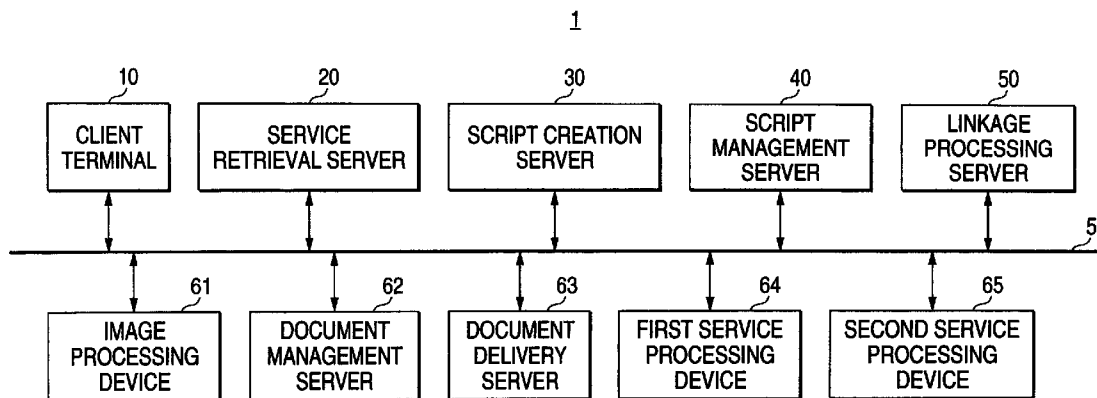 1
10
20
30
40
50
CLIENT
TERMINAL
SERVICE
RETRIEVAL SERVER
SCRIPT CREATION
SERVER
SCRIPT
MANAGEMENT
SERVER
LINKAGE
PROCESSING
SERVER
5
61
62
63
64
65
IMAGE
PROCESSING
DEVICE
DOCUMENT
MANAGEMENT
SERVER
DOCUMENT
DELIVERY
SERVER
FIRST SERVICE
PROCESSING
DEVICE
SECOND SERVICE
PROCESSING
DEVICE